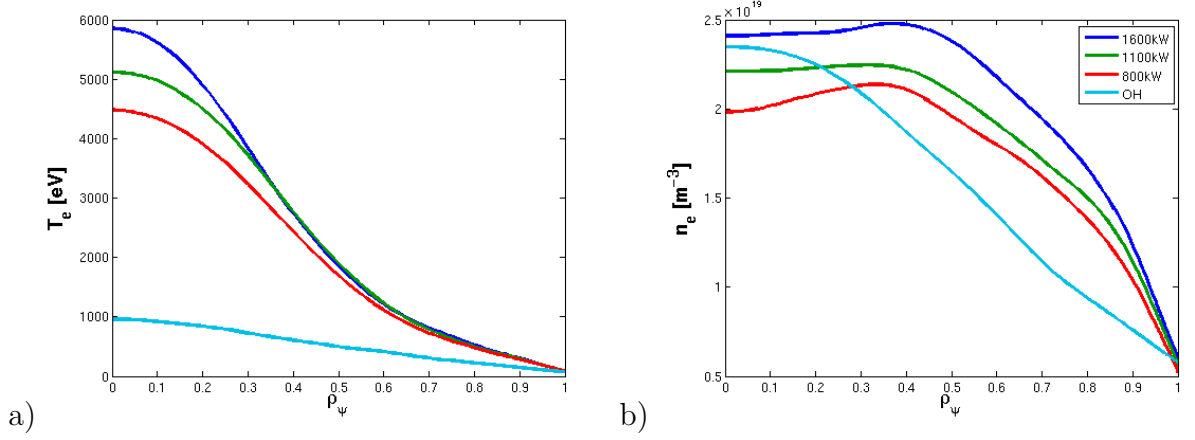 6000
5000
4000
3000
2000
1000
0
T_e [eV]
0 0.1 0.2 0.3 0.4 0.5 0.6 0.7 0.8 0.9 1
ρ_ψ
a)
2.5 × 10^19
2
1.5
1
0.5
n_e [m^−3]
1600kW
1100kW
800kW
OH
0 0.1 0.2 0.3 0.4 0.5 0.6 0.7 0.8 0.9 1
ρ_ψ
b)